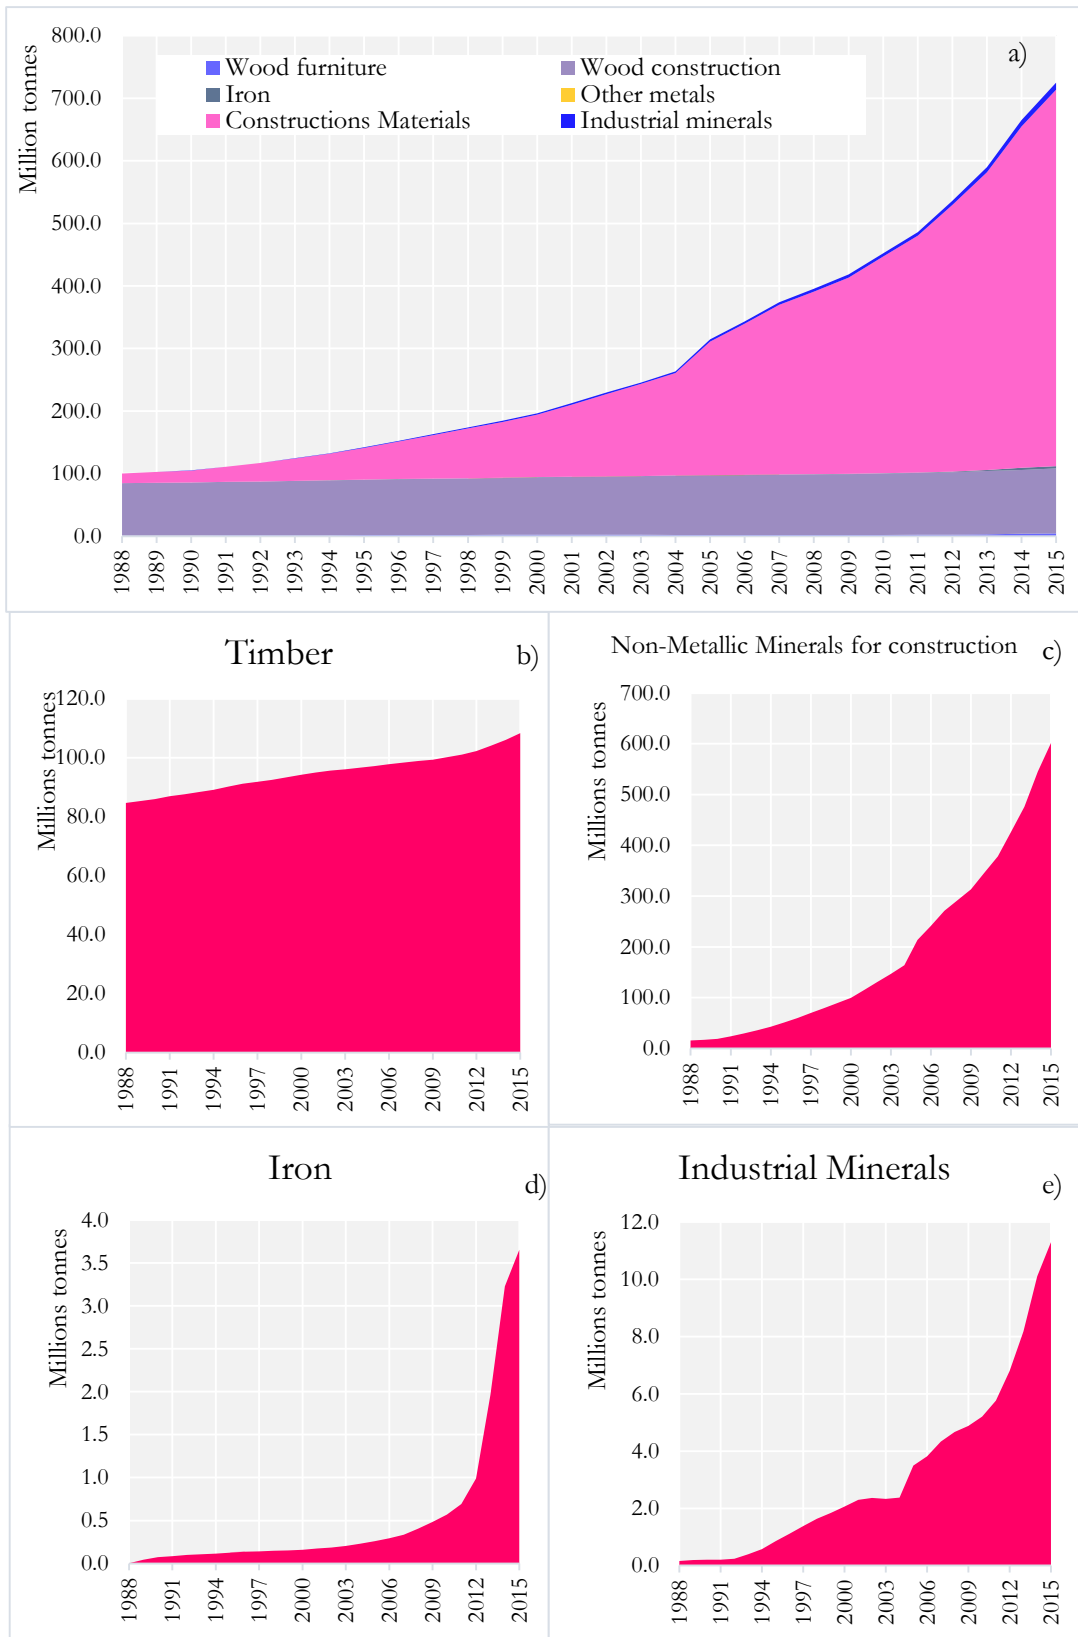 a)
Million tonnes
Wood furniture
Wood construction
Iron
Other metals
Constructions Materials
Industrial minerals
800.0
700.0
600.0
500.0
400.0
300.0
200.0
100.0
0.0
1988 1989 1990 1991 1992 1993 1994 1995 1996 1997 1998 1999 2000 2001 2002 2003 2004 2005 2006 2007 2008 2009 2010 2011 2012 2013 2014 2015
Timber
b)
Millions tonnes
120.0
100.0
80.0
60.0
40.0
20.0
0.0
1988 1991 1994 1997 2000 2003 2006 2009 2012 2015
Non-Metallic Minerals for construction
c)
Millions tonnes
700.0
600.0
500.0
400.0
300.0
200.0
100.0
0.0
1988 1991 1994 1997 2000 2003 2006 2009 2012 2015
Iron
d)
Millions tonnes
4.0
3.5
3.0
2.5
2.0
1.5
1.0
0.5
0.0
1988 1991 1994 1997 2000 2003 2006 2009 2012 2015
Industrial Minerals
e)
Millions tonnes
12.0
10.0
8.0
6.0
4.0
2.0
0.0
1988 1991 1994 1997 2000 2003 2006 2009 2012 2015